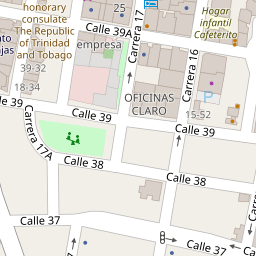 honorary
consulate
The Republic
of Trinidad
and Tobago
39-32
18-34
25
Calle 39A
empresa
Carrera 17
Hogar
infantil
Cafeterito
Carrera 16
OFICINAS
CLARO
P
15-52
Calle 39
Calle 39
Calle 39
Carrera 17A
Calle 38
Calle 38
Calle 37
Calle 37
Calle 37